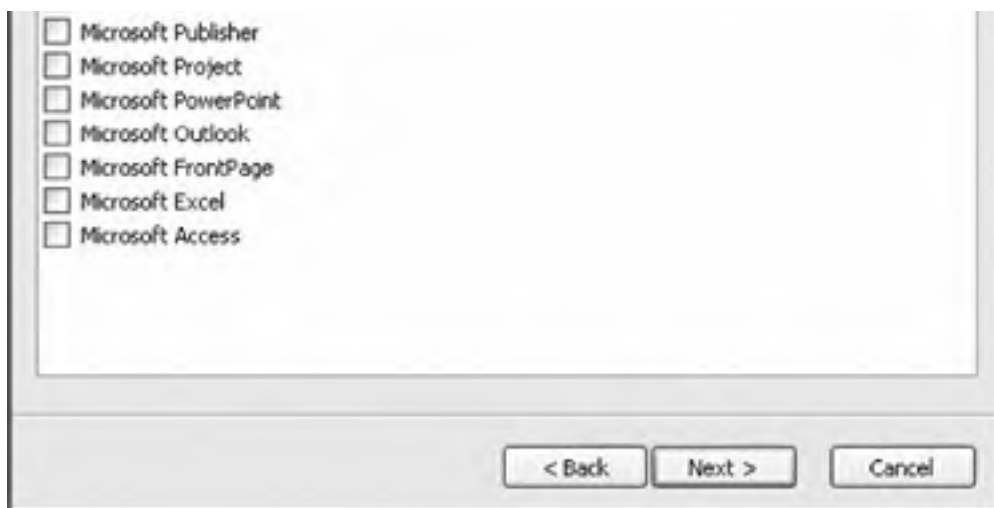 Microsoft Publisher
Microsoft Project
Microsoft PowerPoint
Microsoft Outlook
Microsoft FrontPage
Microsoft Excel
Microsoft Access
< Back Next > Cancel